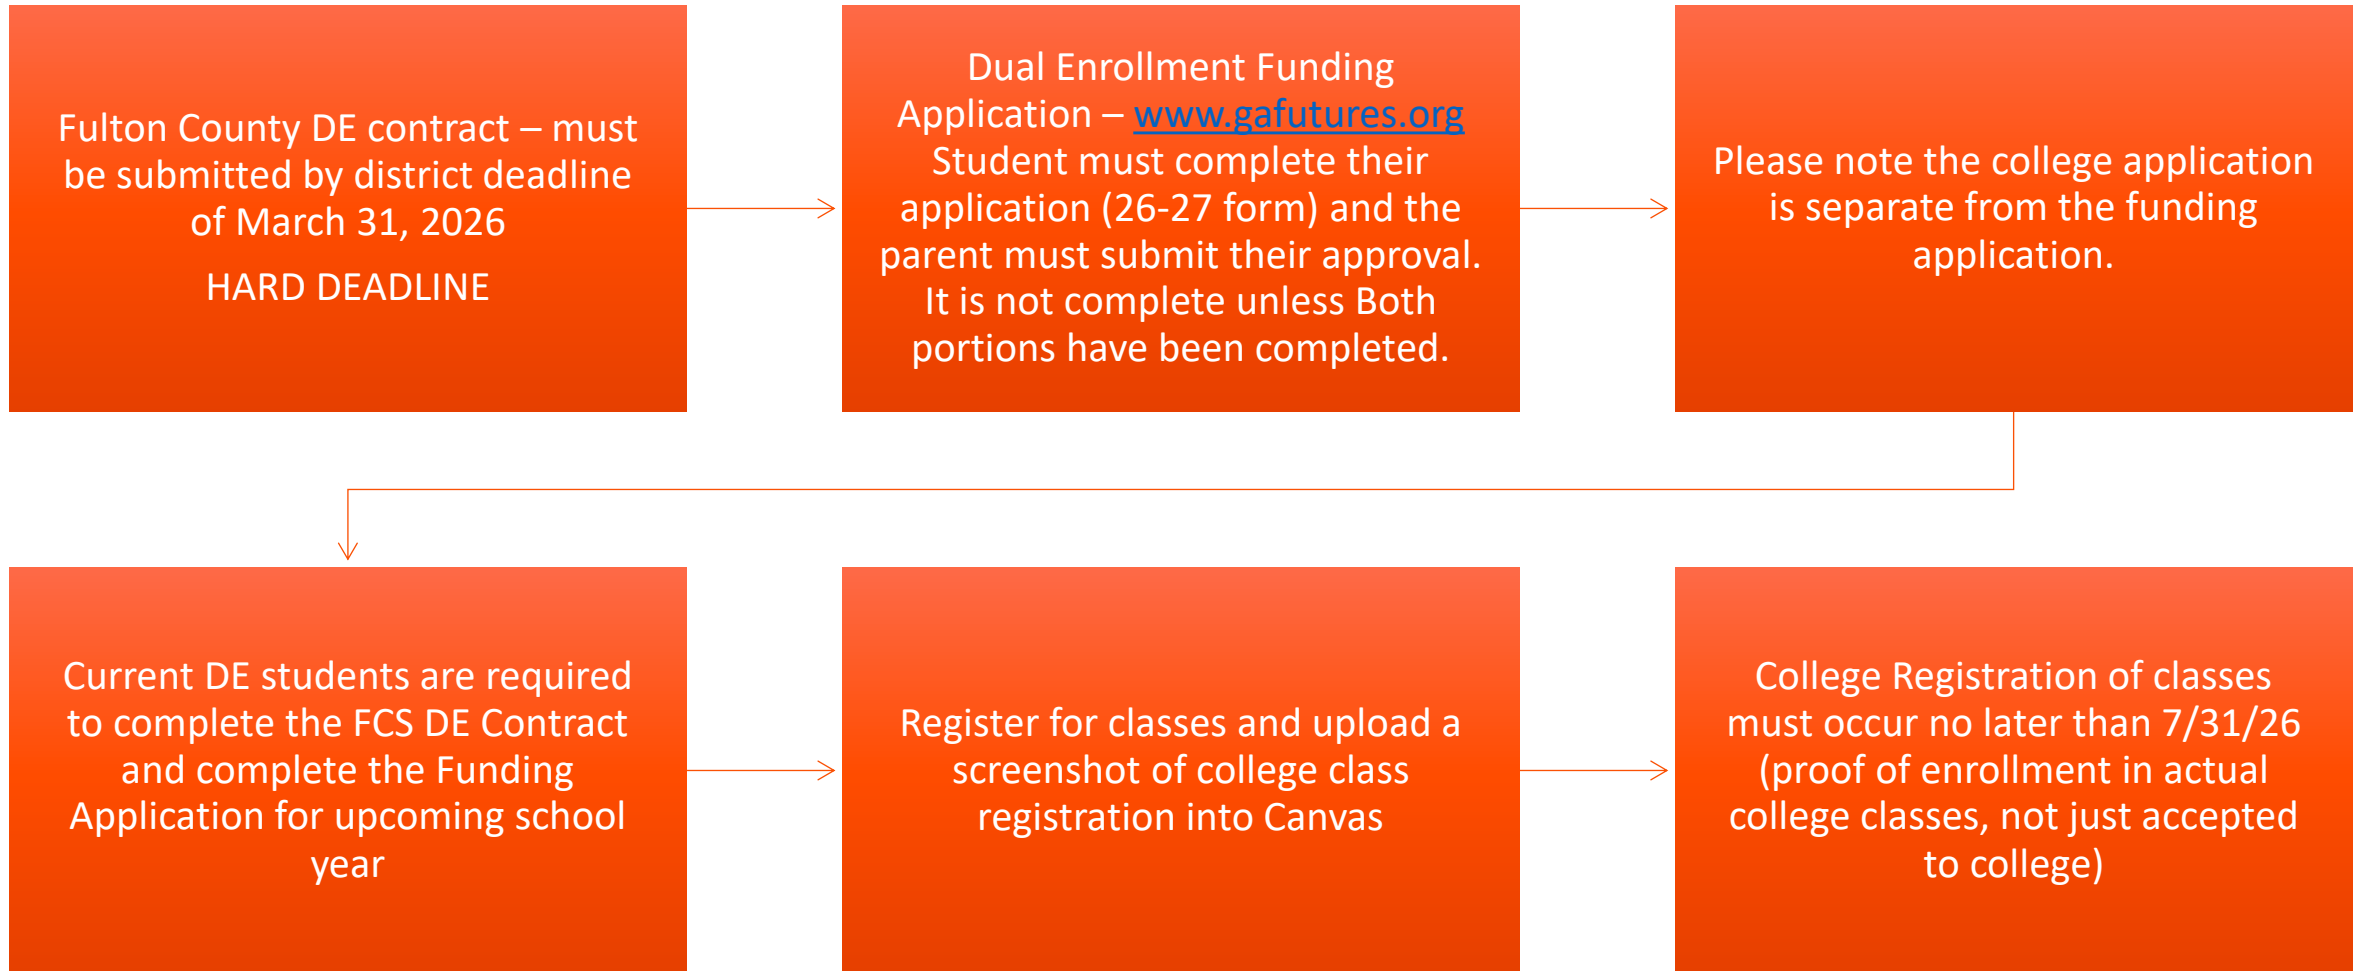 Fulton County DE contract – must
be submitted by district deadline
of March 31, 2026
HARD DEADLINE
Dual Enrollment Funding
Application – www.gafutures.org
Student must complete their
application (26-27 form) and the
parent must submit their approval.
It is not complete unless Both
portions have been completed.
Please note the college application
is separate from the funding
application.
Current DE students are required
to complete the FCS DE Contract
and complete the Funding
Application for upcoming school
year
Register for classes and upload a
screenshot of college class
registration into Canvas
College Registration of classes
must occur no later than 7/31/26
(proof of enrollment in actual
college classes, not just accepted
to college)